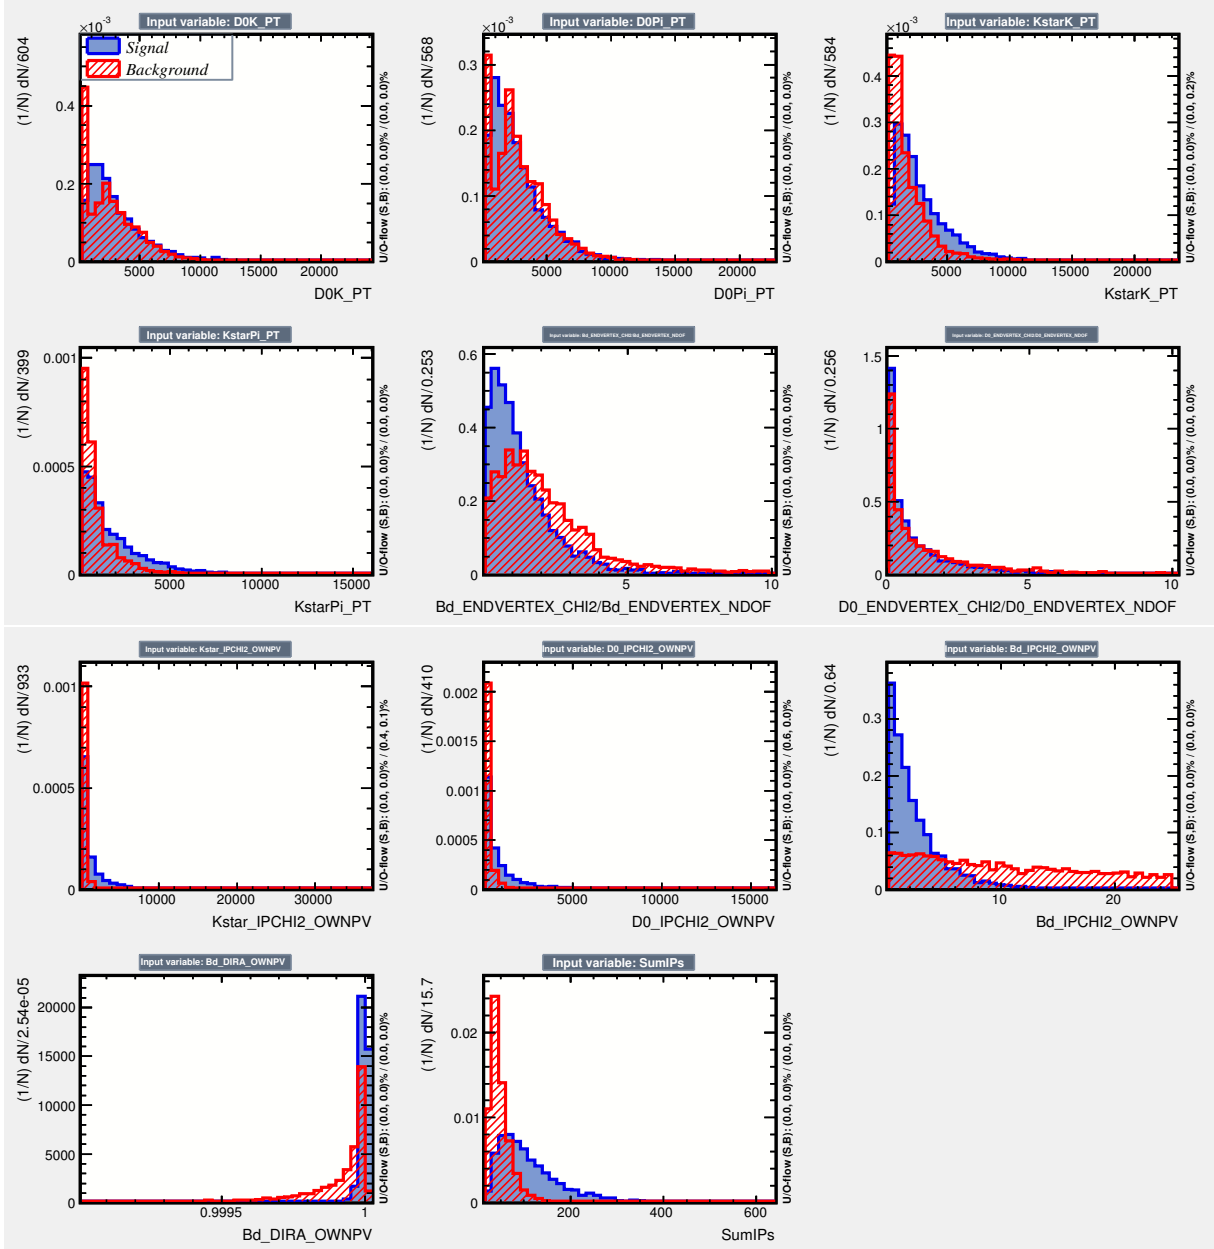 Input variable: D0K_PT
×10⁻³
(1/N) dN/604
Signal
Background
0.4
0.2
0
5000 10000 15000 20000
D0K_PT
U/O-flow (S,B): (0.0, 0.0)% / (0.0, 0.0)%
Input variable: D0Pi_PT
×10⁻³
(1/N) dN/568
0.3
0.2
0.1
0
5000 10000 15000 20000
D0Pi_PT
U/O-flow (S,B): (0.0, 0.0)% / (0.0, 0.0)%
Input variable: KstarK_PT
×10⁻³
(1/N) dN/584
0.4
0.3
0.2
0.1
0
5000 10000 15000 20000
KstarK_PT
U/O-flow (S,B): (0.0, 0.0)% / (0.0, 0.2)%
Input variable: KstarPi_PT
(1/N) dN/399
0.001
0.0005
0
5000 10000 15000
KstarPi_PT
U/O-flow (S,B): (0.0, 0.0)% / (0.0, 0.0)%
Input variable: Bd_ENDVERTEX_CHI2/Bd_ENDVERTEX_NDOF
(1/N) dN/0.253
0.6
0.4
0.2
0
5 10
Bd_ENDVERTEX_CHI2/Bd_ENDVERTEX_NDOF
U/O-flow (S,B): (0.0, 0.0)% / (0.0, 0.0)%
Input variable: D0_ENDVERTEX_CHI2/D0_ENDVERTEX_NDOF
(1/N) dN/0.256
1.5
1
0.5
0
0 5 10
D0_ENDVERTEX_CHI2/D0_ENDVERTEX_NDOF
U/O-flow (S,B): (0.0, 0.0)% / (0.0, 0.0)%
Input variable: Kstar_IPCHI2_OWNPV
(1/N) dN/933
0.001
0.0005
0
10000 20000 30000
Kstar_IPCHI2_OWNPV
U/O-flow (S,B): (0.0, 0.0)% / (0.4, 0.1)%
Input variable: D0_IPCHI2_OWNPV
(1/N) dN/410
0.002
0.0015
0.001
0.0005
0
5000 10000 15000
D0_IPCHI2_OWNPV
U/O-flow (S,B): (0.0, 0.0)% / (0.6, 0.0)%
Input variable: Bd_IPCHI2_OWNPV
(1/N) dN/0.64
0.3
0.2
0.1
0
10 20
Bd_IPCHI2_OWNPV
U/O-flow (S,B): (0.0, 0.0)% / (0.0, 0.0)%
Input variable: Bd_DIRA_OWNPV
(1/N) dN/2.54e-05
20000
15000
10000
5000
0
0.9995 1
Bd_DIRA_OWNPV
U/O-flow (S,B): (0.0, 0.0)% / (0.0, 0.0)%
Input variable: SumIPs
(1/N) dN/15.7
0.02
0.01
0
200 400 600
SumIPs
U/O-flow (S,B): (0.0, 0.0)% / (0.0, 0.0)%